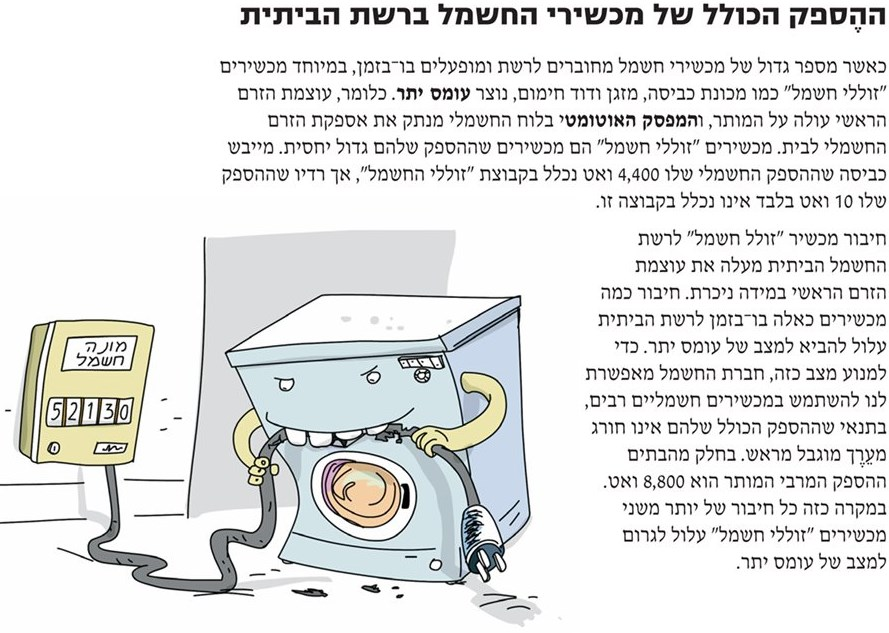 ההֶספק הכולל של מכשירי החשמל ברשת הביתית
כאשר מספר גדול של מכשירי חשמל מחוברים לרשת ומופעלים בו־בזמן, במיוחד מכשירים
"זוללי חשמל" כמו מכונת כביסה, מזגן ודוד חימום, נוצר עומס יתר. כלומר, עוצמת הזרם
הראשי עולה על המותר, והמפסק האוטומטי בלוח החשמלי מנתק את אספקת הזרם
החשמלי לבית. מכשירים "זוללי חשמל" הם מכשירים שההספק שלהם גדול יחסית. מייבש
כביסה שההספק החשמלי שלו 4,400 ואט נכלל בקבוצת "זוללי החשמל", אך רדיו שההספק
שלו 10 ואט בלבד אינו נכלל בקבוצה זו.
חיבור מכשיר "זולל חשמל" לרשת
החשמל הביתית מעלה את עוצמת
הזרם הראשי במידה ניכרת. חיבור כמה
מכשירים כאלה בו־בזמן לרשת הביתית
עלול להביא למצב של עומס יתר. כדי
למנוע מצב כזה, חברת החשמל מאפשרת
לנו להשתמש במכשירים חשמליים רבים,
בתנאי שההספק הכולל שלהם אינו חורג
מעֵרֶך מוגבל מראש. בחלק מהבתים
ההספק המרבי המותר הוא 8,800 ואט.
במקרה כזה כל חיבור של יותר משני
מכשירים "זוללי חשמל" עלול לגרום
למצב של עומס יתר.
מונה
חשמל
52130